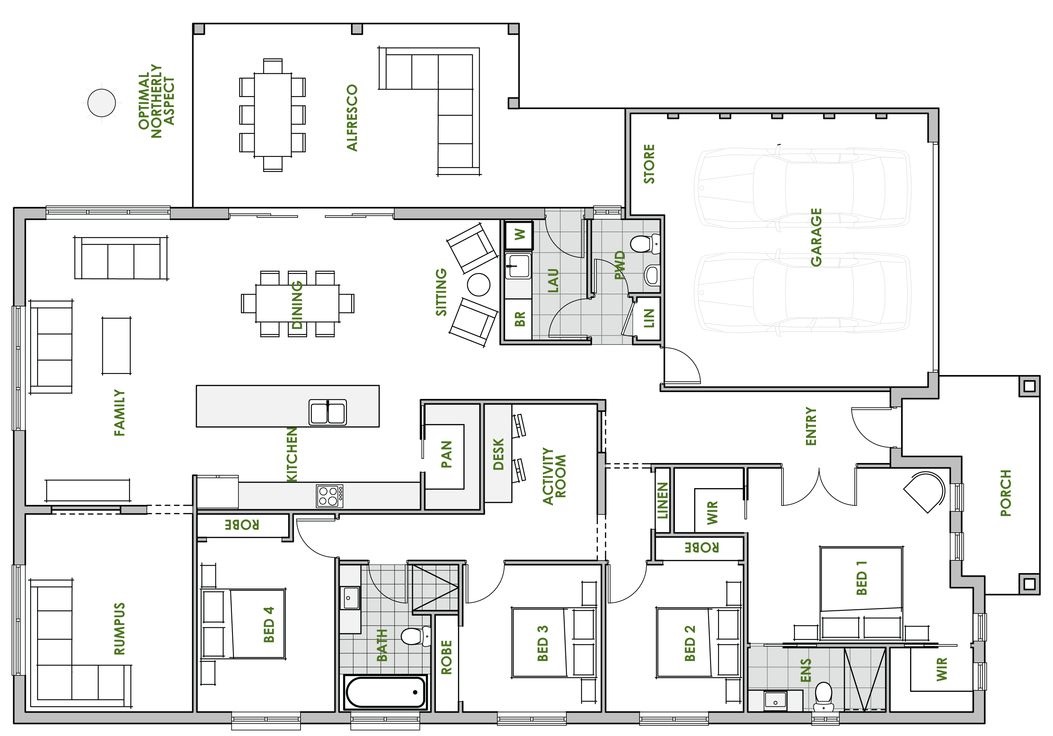 OPTIMAL
NORTHERLY
ASPECT
ALFRESCO
STORE
GARAGE
W
LAU
PWD
BR
LIN
SITTING
DINING
FAMILY
KITCHEN
PAN
DESK
ACTIVITY
ROOM
ENTRY
PORCH
LINEN
WIR
ROBE
ROBE
RUMPUS
BED 4
BATH
ROBE
BED 3
BED 2
BED 1
ENS
WIR